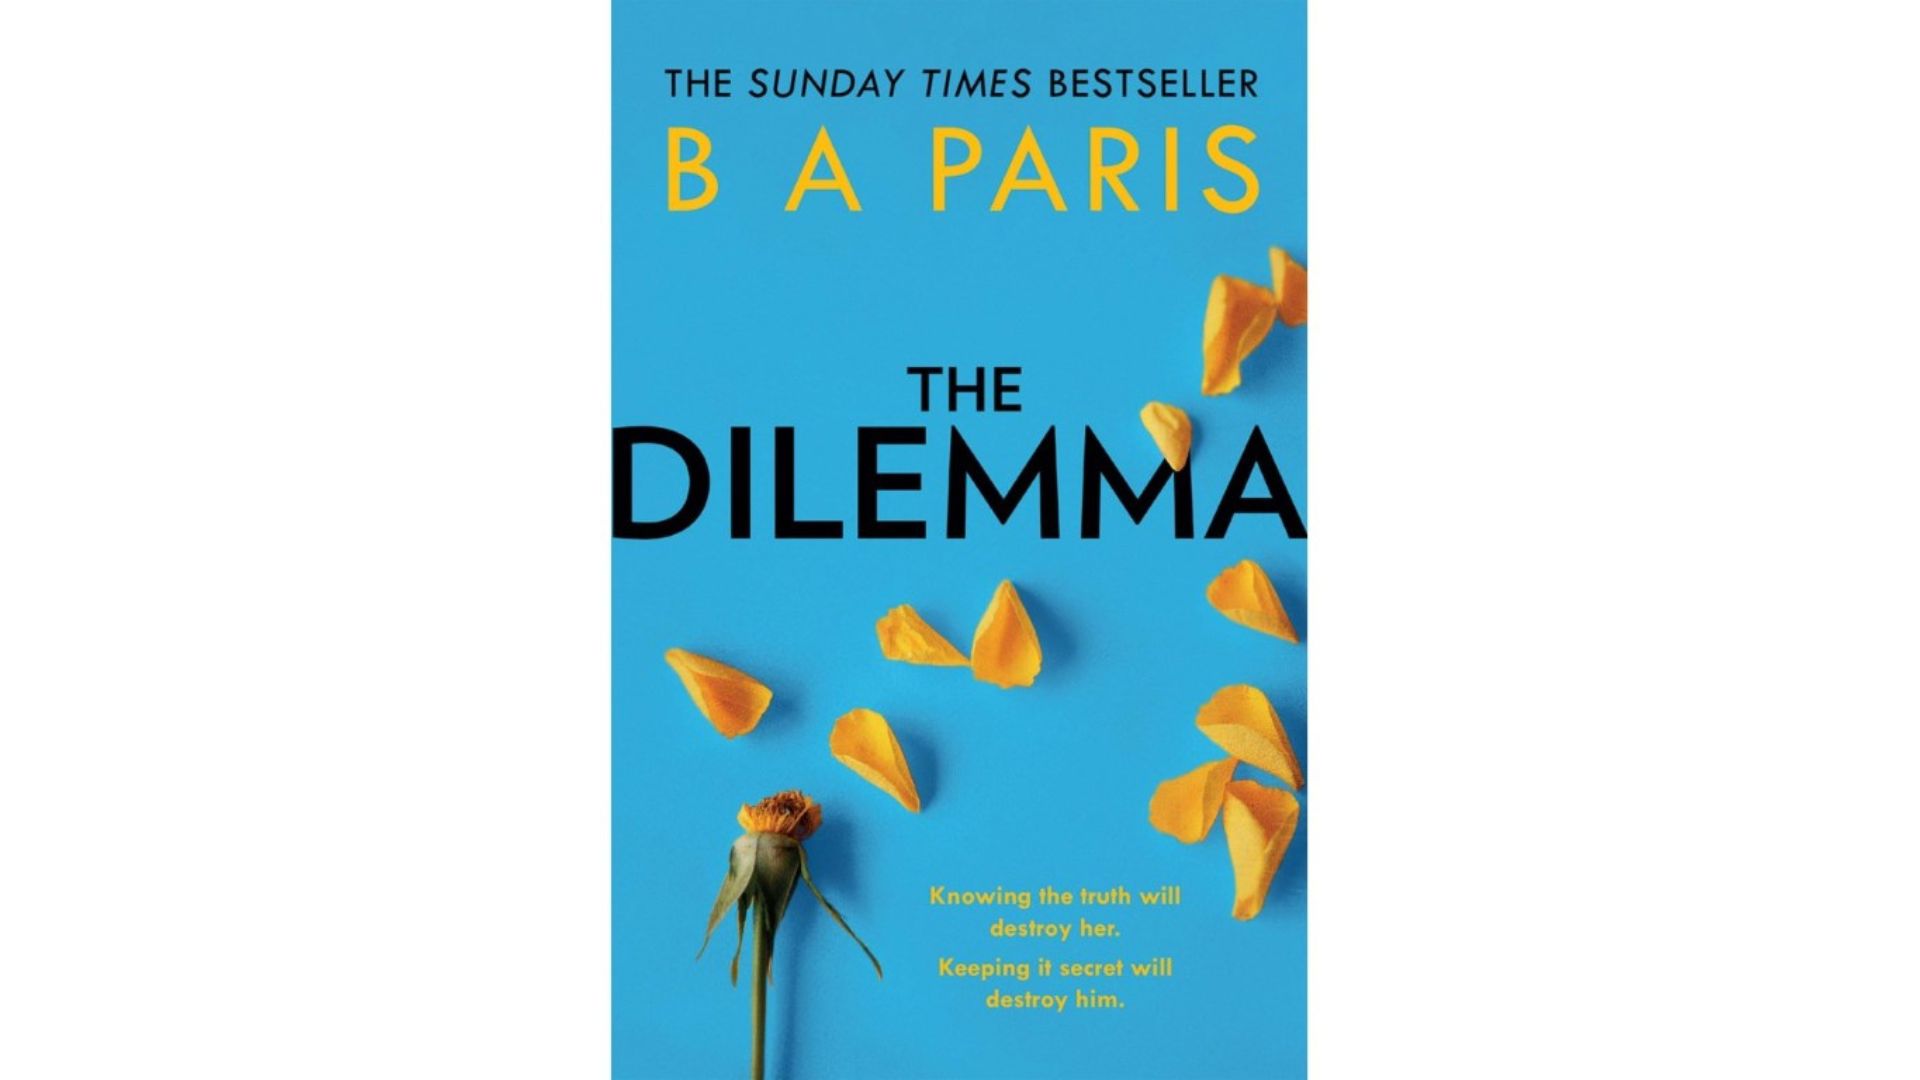 THE SUNDAY TIMES BESTSELLER
B A PARIS
THE
DILEMMA
Knowing the truth will
destroy her.
Keeping it secret will
destroy him.